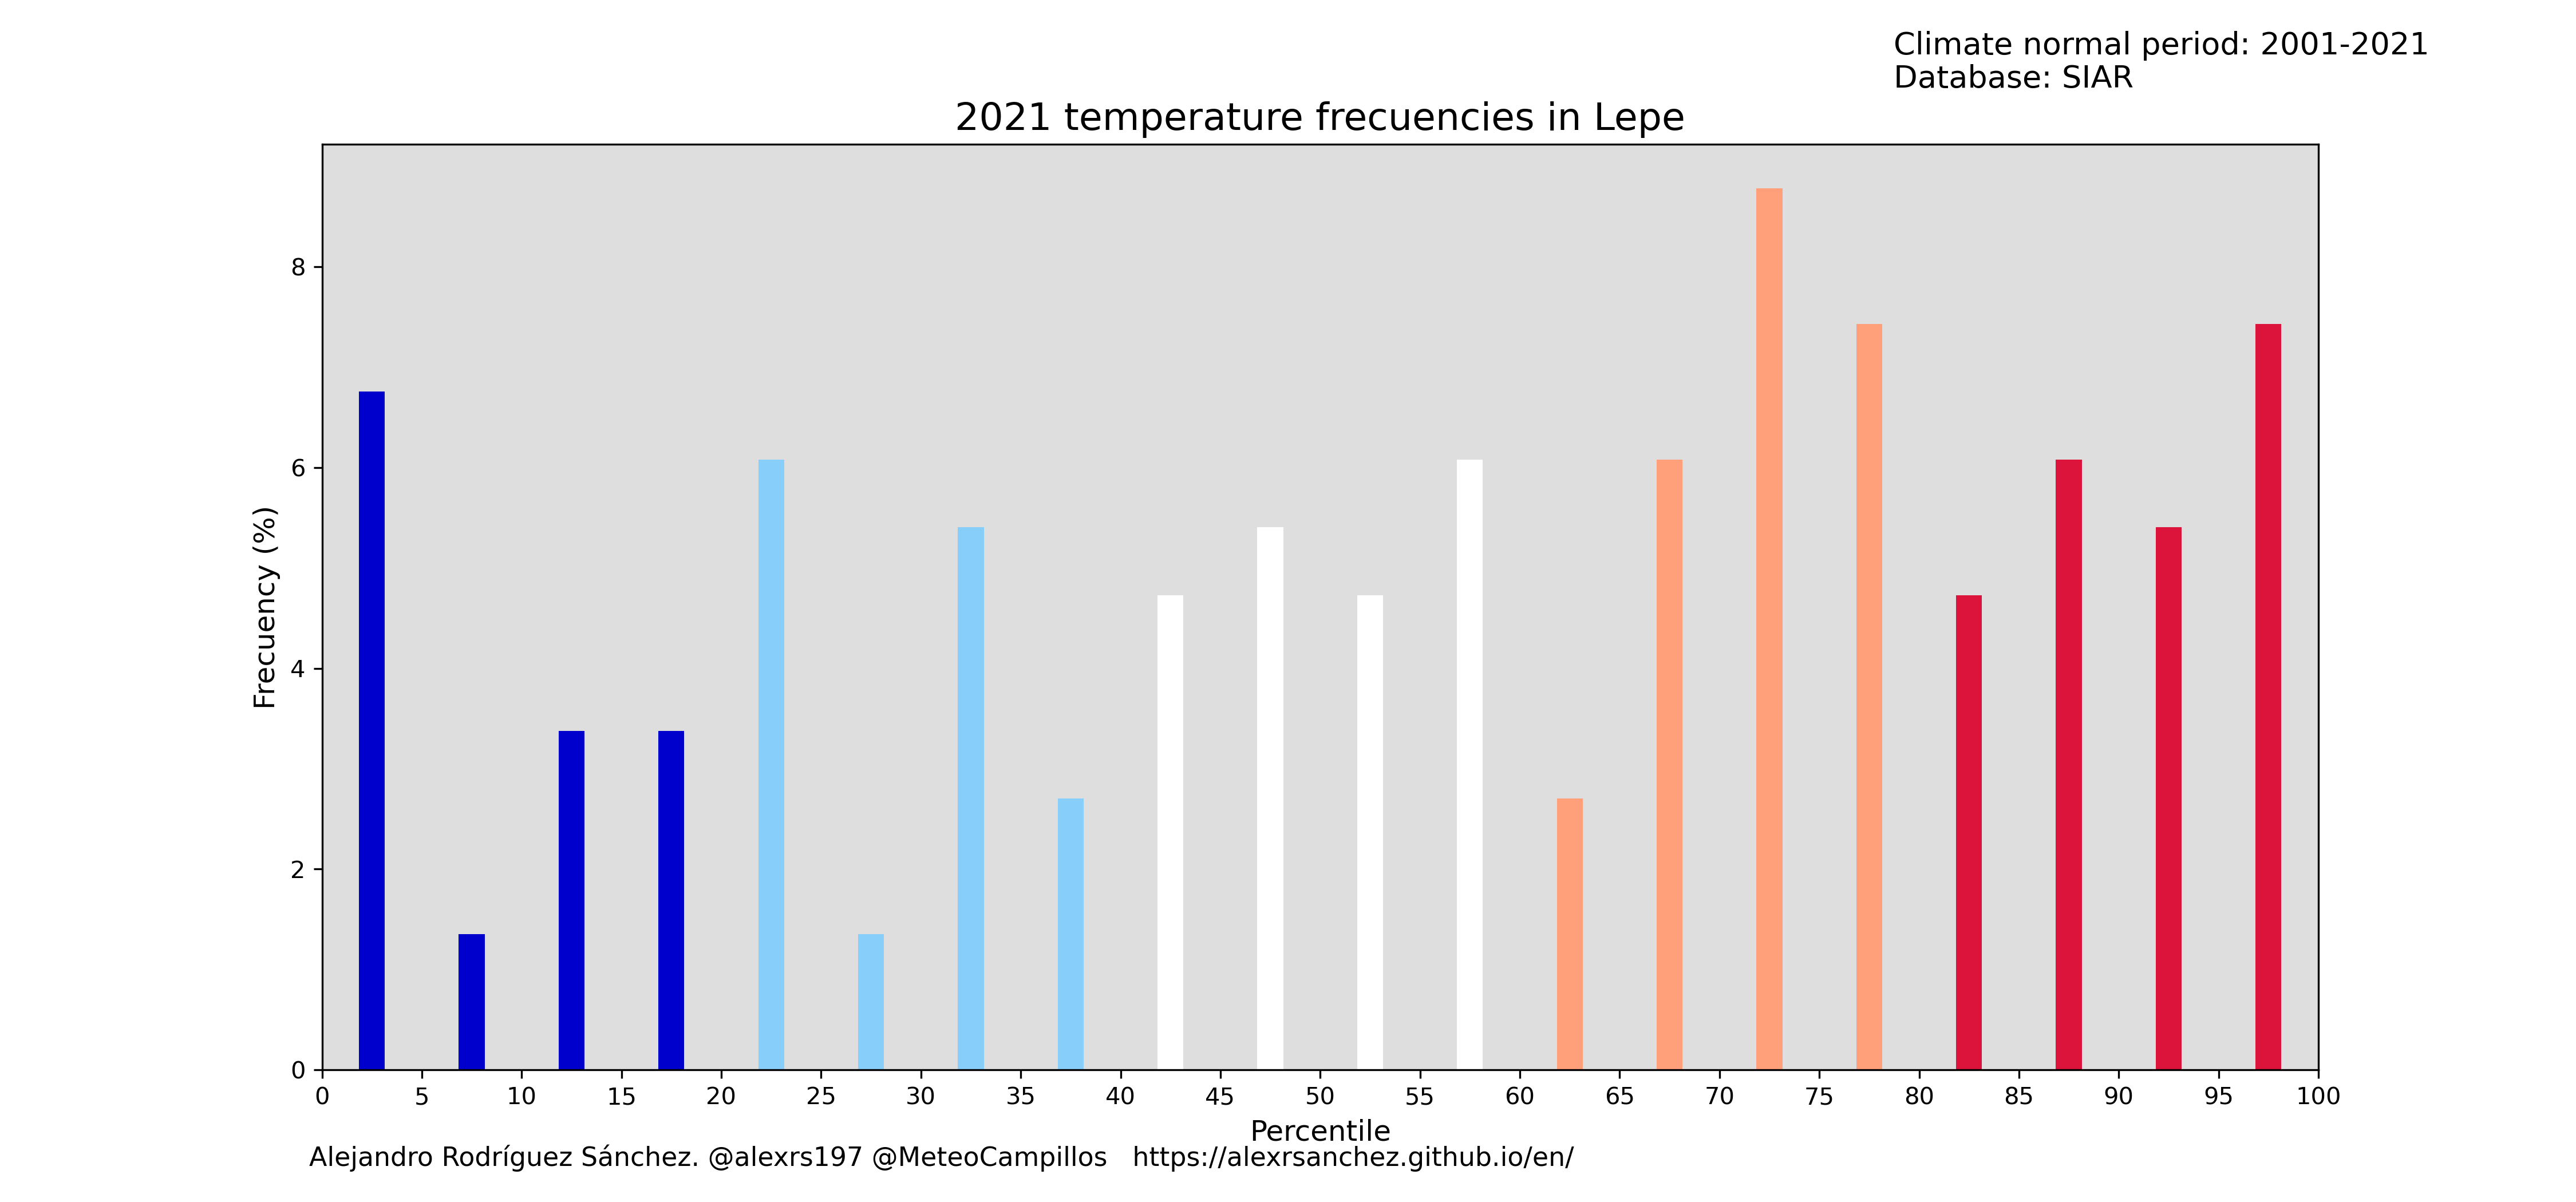 Climate normal period: 2001-2021
Database: SIAR
2021 temperature frecuencies in Lepe
Frecuency (%)
8
6
4
2
0
0 5 10 15 20 25 30 35 40 45 50 55 60 65 70 75 80 85 90 95 100
Percentile
Alejandro Rodríguez Sánchez. @alexrs197 @MeteoCampillos https://alexrsanchez.github.io/en/